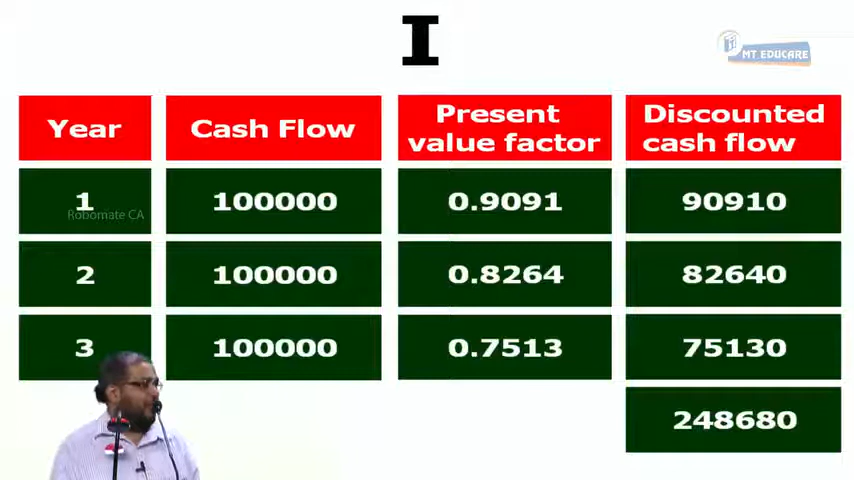 I
MT EDUCARE
Year
Cash Flow
Present
value factor
Discounted
cash flow
1
100000
0.9091
90910
Robomate CA
2
100000
0.8264
82640
3
100000
0.7513
75130
248680